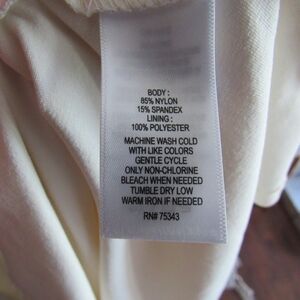 BODY :
85% NYLON
15% SPANDEX
LINING :
100% POLYESTER
MACHINE WASH COLD
WITH LIKE COLORS
GENTLE CYCLE
ONLY NON-CHLORINE
BLEACH WHEN NEEDED
TUMBLE DRY LOW
WARM IRON IF NEEDED
RN# 75343